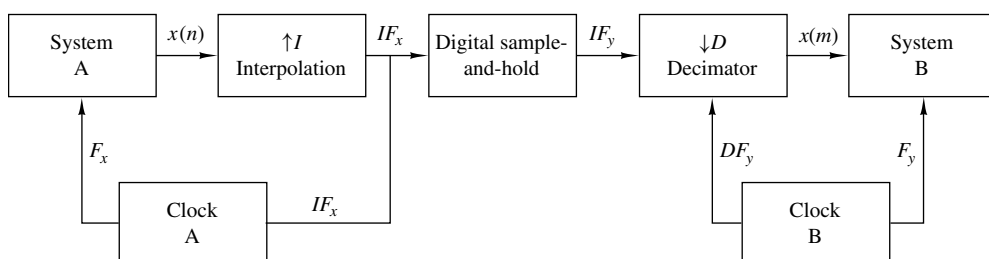 System
A
x(n)
↑I
Interpolation
IFx
Digital sample-
and-hold
IFy
↓D
Decimator
x(m)
System
B
Fx
DFy
Fy
Clock
A
IFx
Clock
B